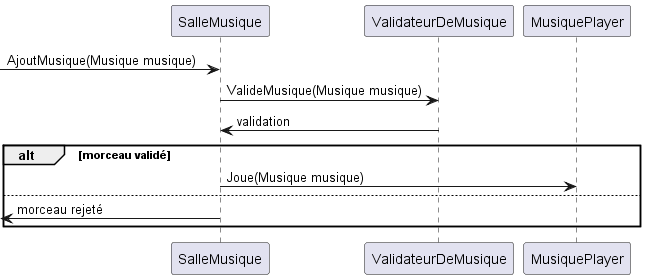 SalleMusique ValidateurDeMusique MusiquePlayer
AjoutMusique(Musique musique)
ValideMusique(Musique musique)
validation
alt [morceau validé]
Joue(Musique musique)
morceau rejeté
SalleMusique ValidateurDeMusique MusiquePlayer